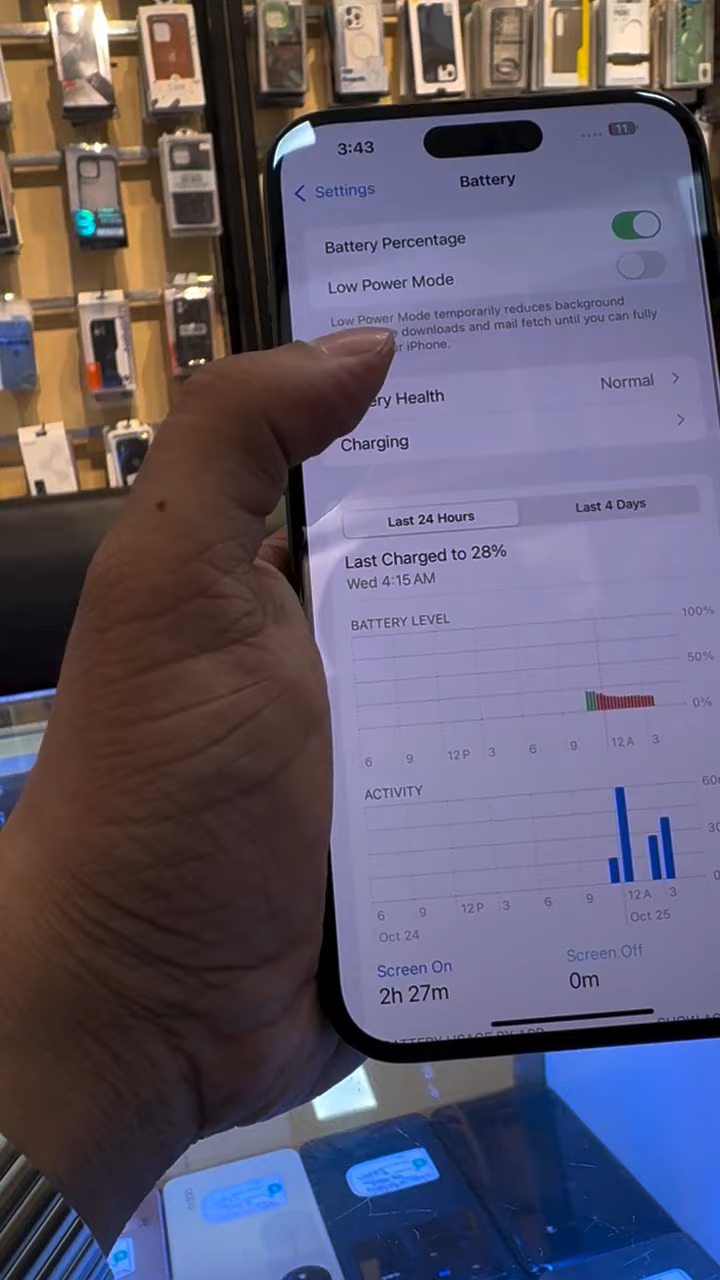 3:43
11
Settings
Battery
Battery Percentage
Low Power Mode
Low Power Mode temporarily reduces background
downloads and mail fetch until you can fully
iPhone.
ery Health
Normal
Charging
Last 24 Hours
Last 4 Days
Last Charged to 28%
Wed 4:15 AM
BATTERY LEVEL
100%
50%
0%
6 9 12 P 3 6 9 12 A 3
ACTIVITY
60m
30
0
6 9 12 P 3 6 9 12 A 3
Oct 24
Oct 25
Screen On
Screen Off
2h 27m
0m